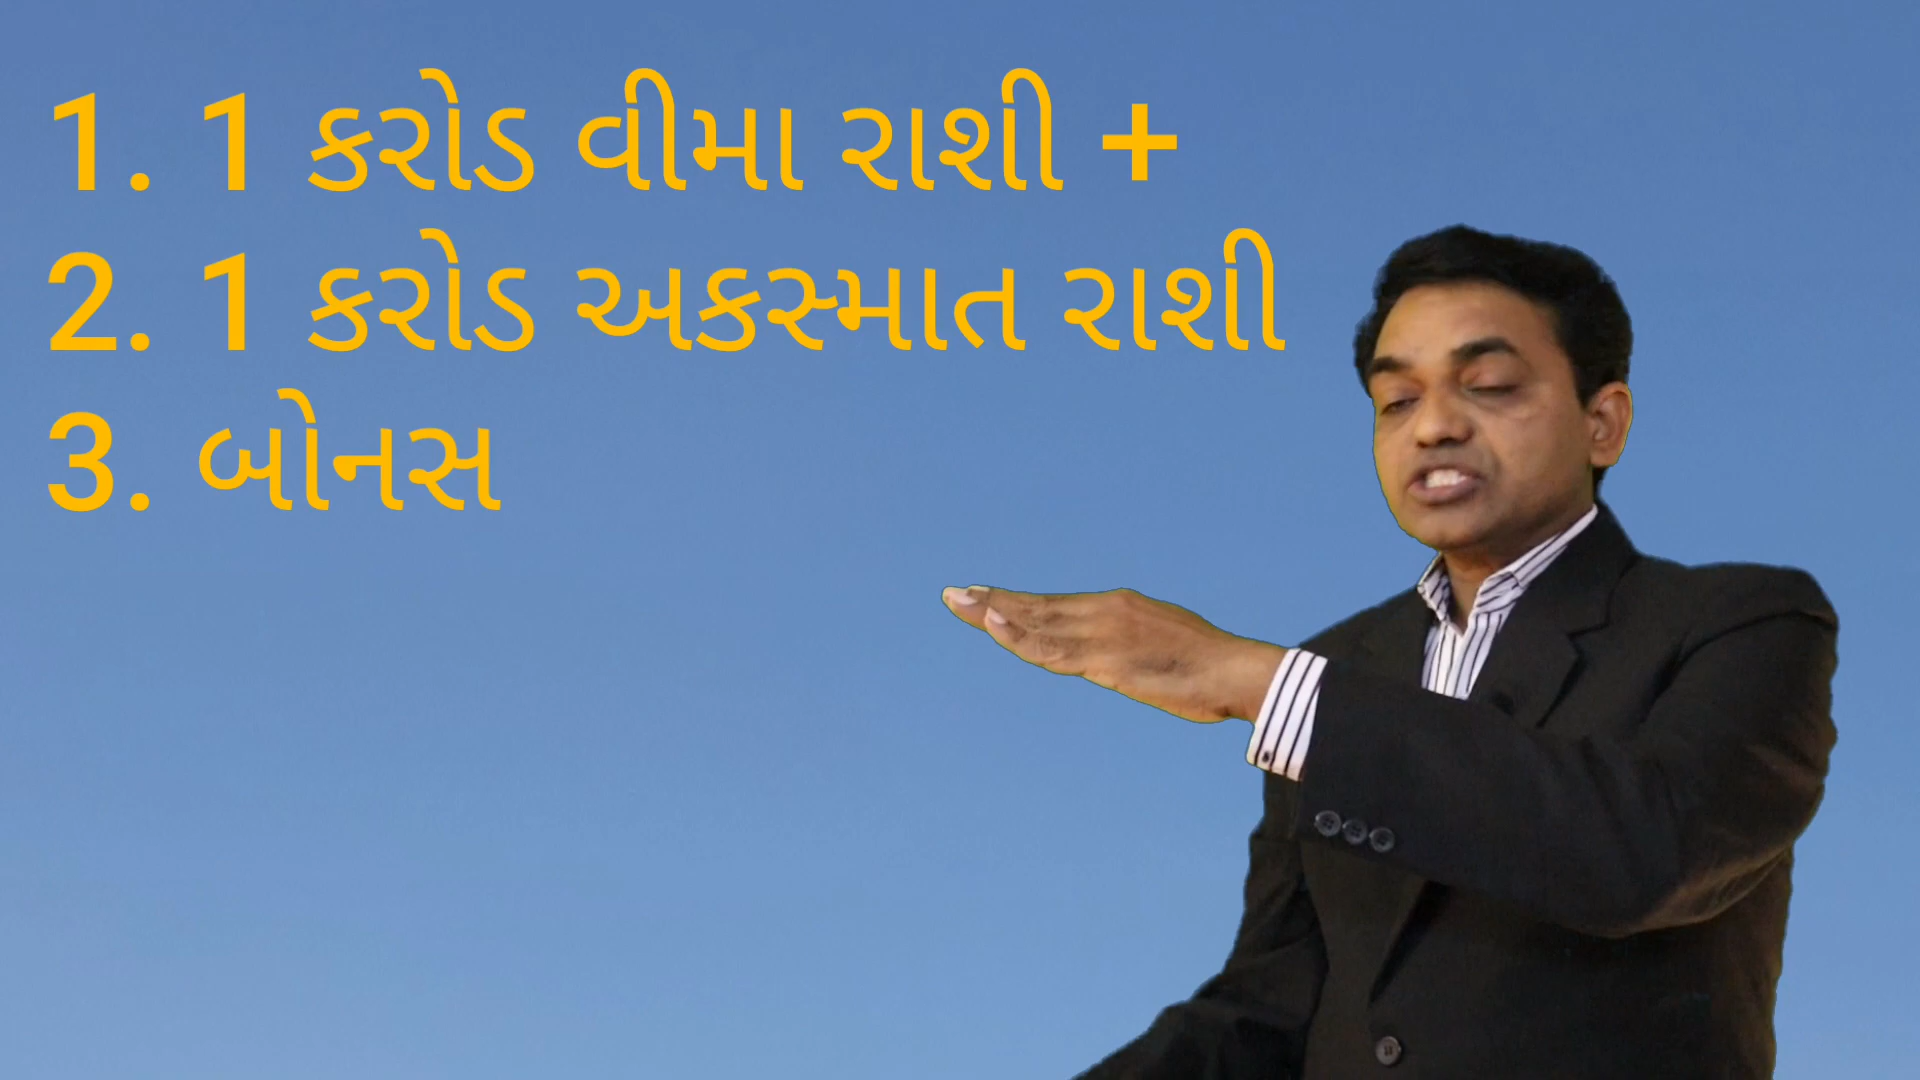 1. 1 કરોડ વીમા રાશી +
2. 1 કરોડ અકસ્માત રાશી
3. બોનસ